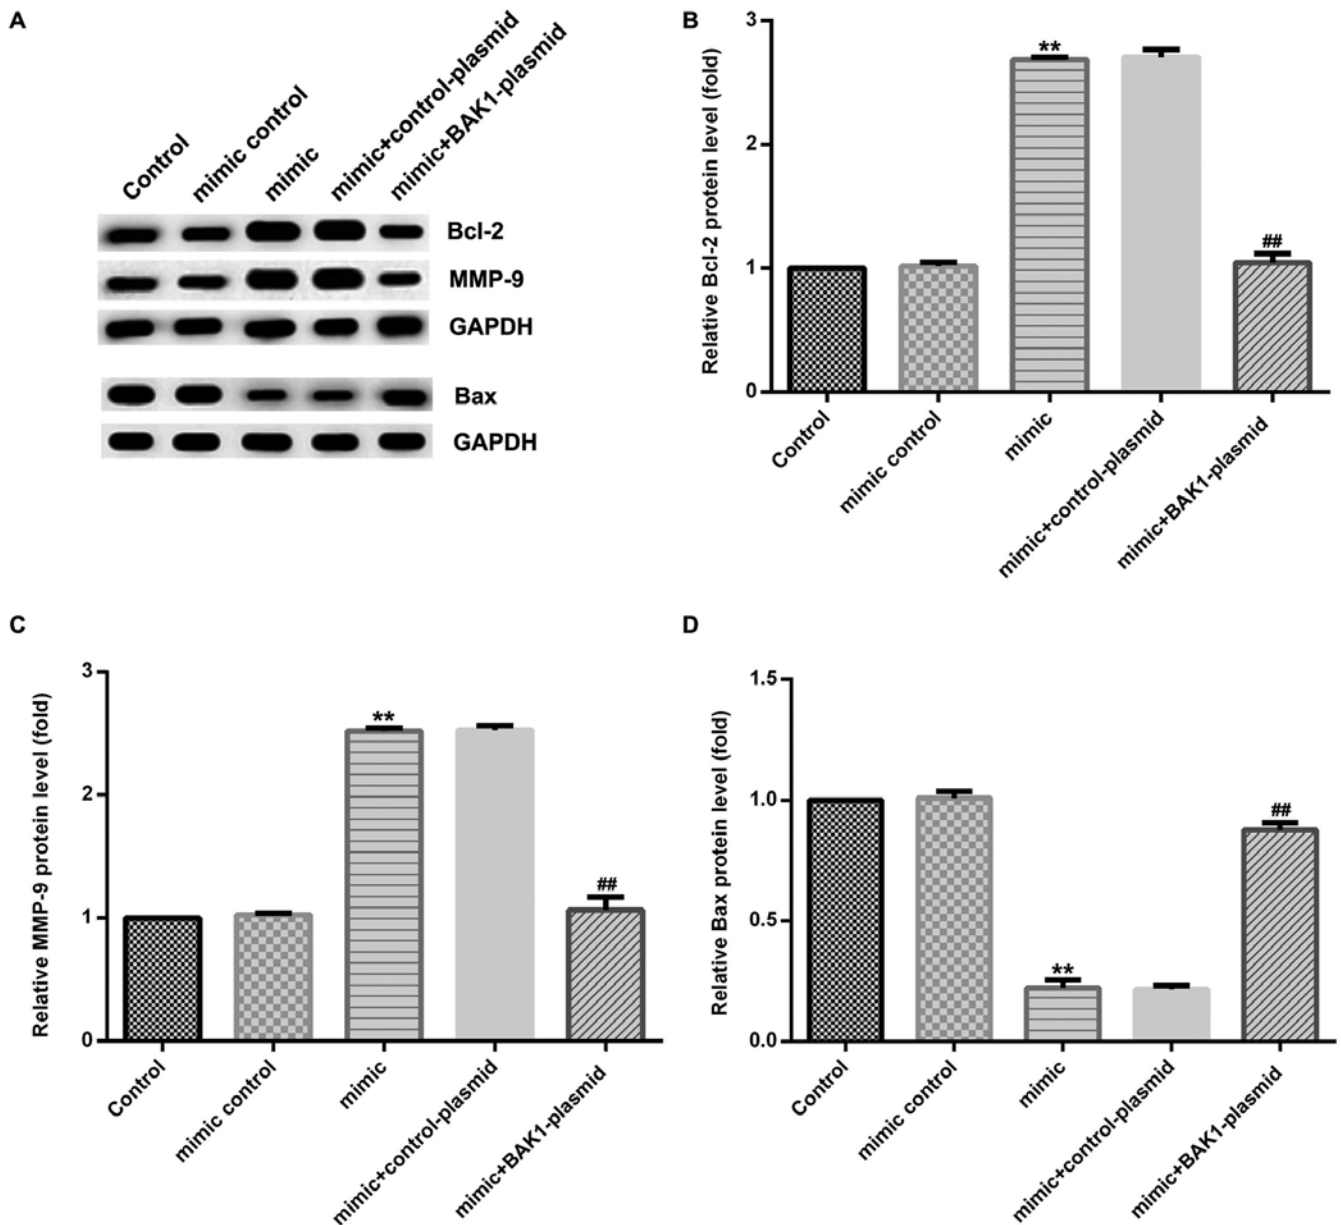 A
Control
mimic control
mimic
mimic+control-plasmid
mimic+BAK1-plasmid
Bcl-2
MMP-9
GAPDH
Bax
GAPDH
B
Relative Bcl-2 protein level (fold)
3
2
1
0
**
##
Control
mimic control
mimic
mimic+control-plasmid
mimic+BAK1-plasmid
C
Relative MMP-9 protein level (fold)
3
2
1
0
**
##
Control
mimic control
mimic
mimic+control-plasmid
mimic+BAK1-plasmid
D
Relative Bax protein level (fold)
1.5
1.0
0.5
0.0
**
##
Control
mimic control
mimic
mimic+control-plasmid
mimic+BAK1-plasmid